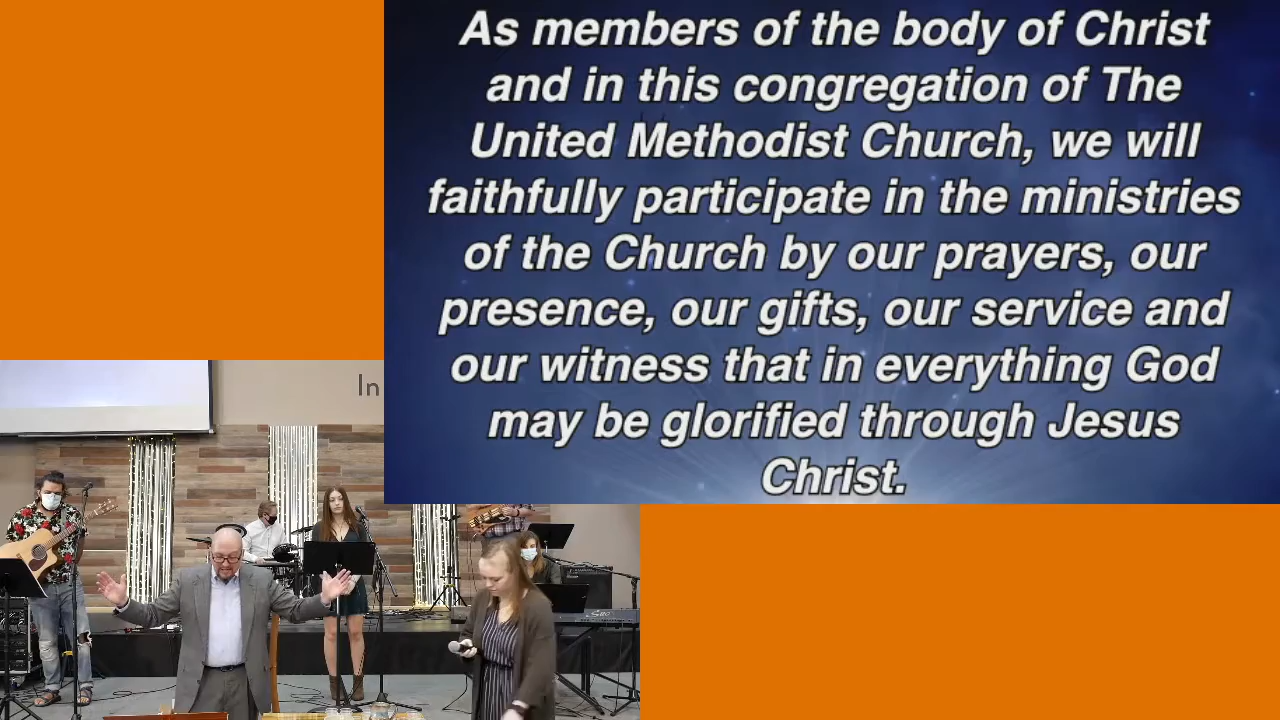 As members of the body of Christ
and in this congregation of The
United Methodist Church, we will
faithfully participate in the ministries
of the Church by our prayers, our
presence, our gifts, our service and
our witness that in everything God
may be glorified through Jesus
Christ.
In